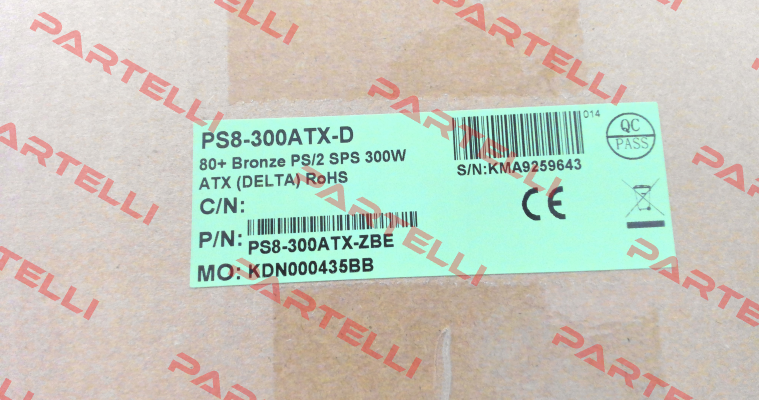 PS8-300ATX-D
80+ Bronze PS/2 SPS 300W
ATX (DELTA) RoHS
C/N:
P/N: PS8-300ATX-ZBE
MO: KDN000435BB
014
S/N:KMA9259643
QC
PASS
CE
PARTELLI
PARTELLI
PARTELLI
PARTELLI
PARTELLI
PARTELLI
PARTELLI
PARTELLI
PARTELLI